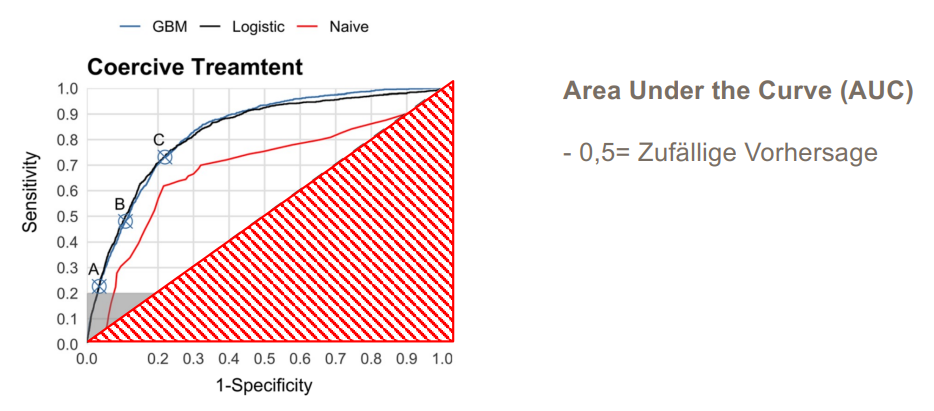 GBM Logistic Naive
Coercive Treamtent
Area Under the Curve (AUC)
- 0,5= Zufällige Vorhersage
Sensitivity
1.0
0.9
0.8
0.7
0.6
0.5
0.4
0.3
0.2
0.1
0.0
C
B
A
0.0 0.2 0.3 0.4 0.5 0.6 0.7 0.8 0.9 1.0
1-Specificity